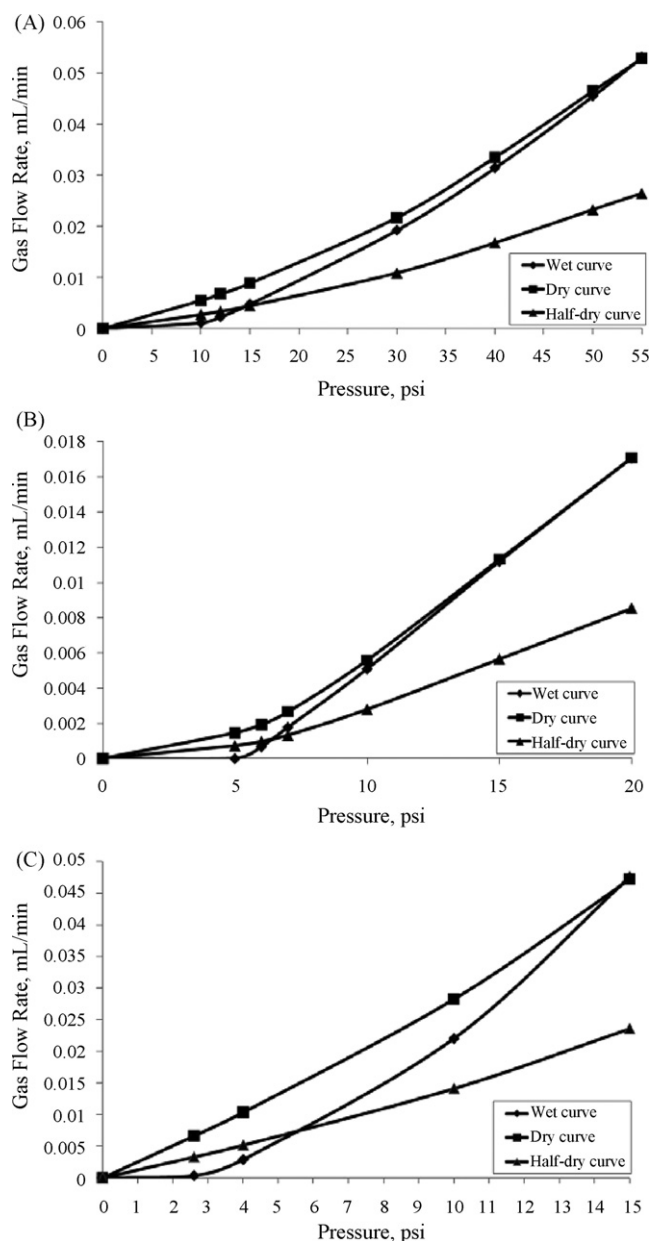 (A)
Gas Flow Rate, mL/min
0.06
0.05
0.04
0.03
0.02
0.01
0
0 5 10 15 20 25 30 35 40 45 50 55
Pressure, psi
Wet curve
Dry curve
Half-dry curve
(B)
Gas Flow Rate, mL/min
0.018
0.016
0.014
0.012
0.01
0.008
0.006
0.004
0.002
0
0 5 10 15 20
Pressure, psi
Wet curve
Dry curve
Half-dry curve
(C)
Gas Flow Rate, mL/min
0.05
0.045
0.04
0.035
0.03
0.025
0.02
0.015
0.01
0.005
0
0 1 2 3 4 5 6 7 8 9 10 11 12 13 14 15
Pressure, psi
Wet curve
Dry curve
Half-dry curve